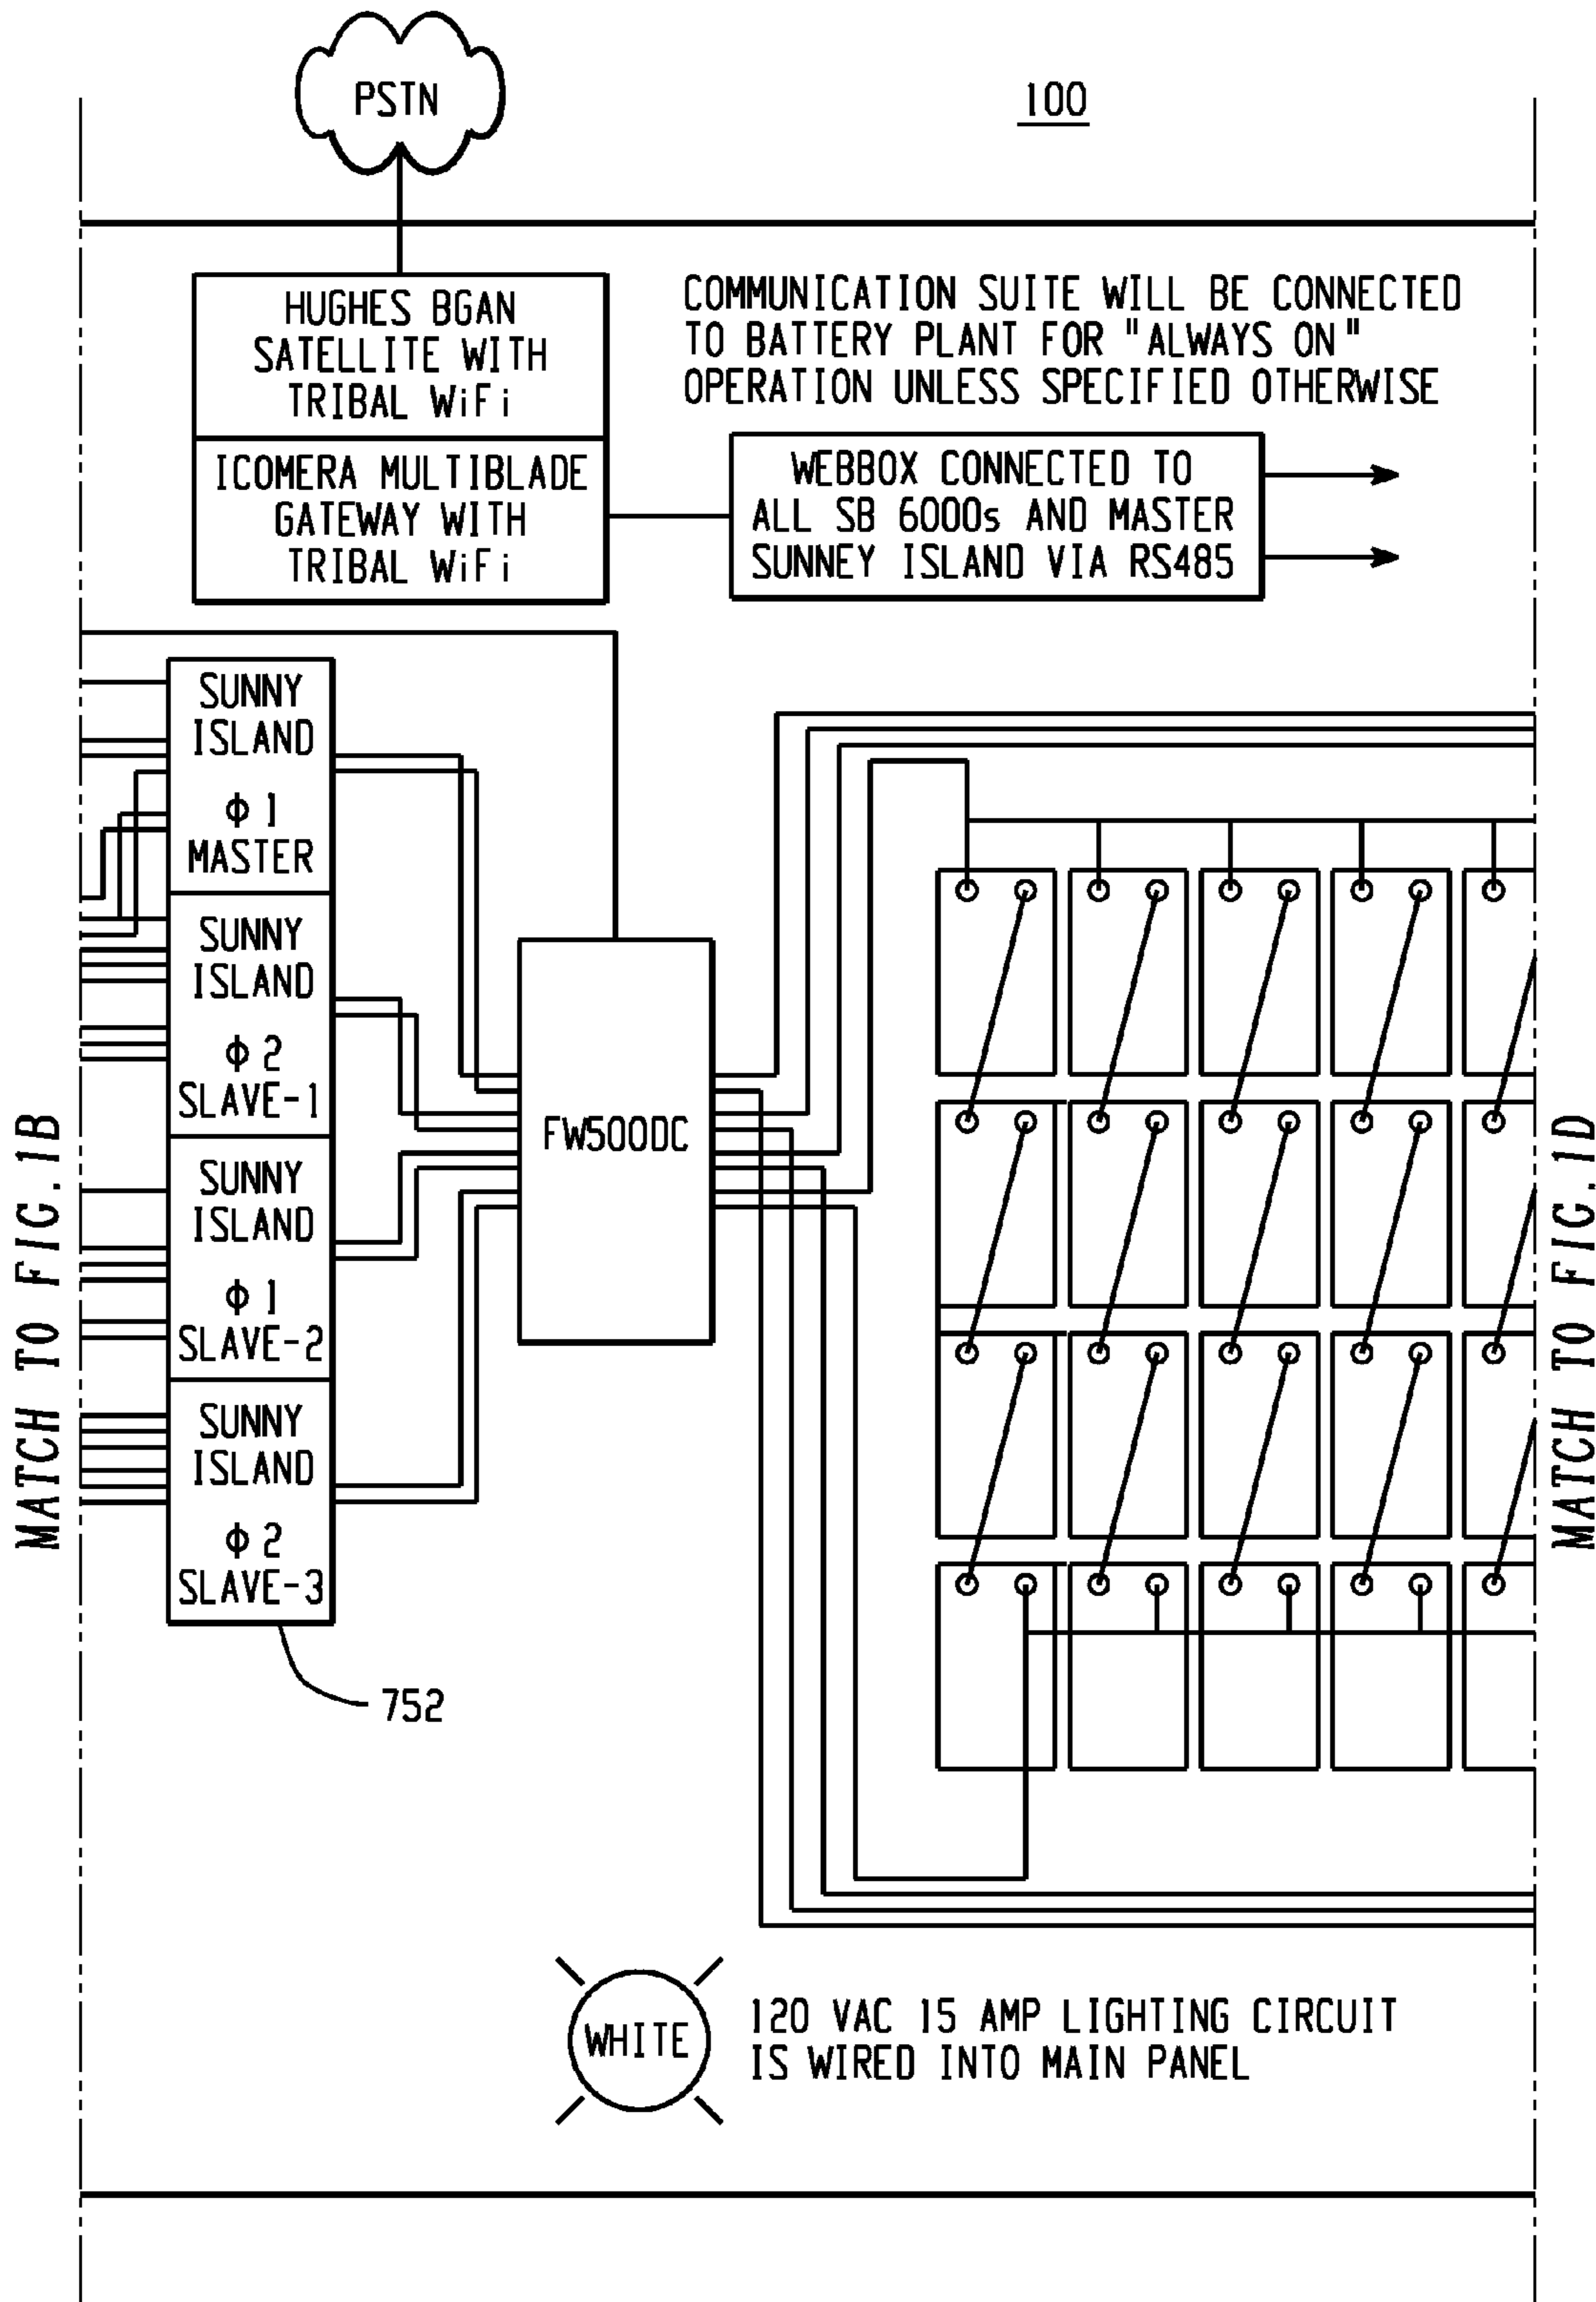 PSTN
100
HUGHES BGAN
SATELLITE WITH
TRIBAL WiFi
ICOMERA MULTIBLADE
GATEWAY WITH
TRIBAL WiFi
COMMUNICATION SUITE WILL BE CONNECTED
TO BATTERY PLANT FOR "ALWAYS ON"
OPERATION UNLESS SPECIFIED OTHERWISE
WEBBOX CONNECTED TO
ALL SB 6000s AND MASTER
SUNNEY ISLAND VIA RS485
SUNNY
ISLAND
Φ 1
MASTER
SUNNY
ISLAND
Φ 2
SLAVE-1
SUNNY
ISLAND
Φ 1
SLAVE-2
SUNNY
ISLAND
Φ 2
SLAVE-3
752
FW500DC
MATCH TO FIG.1B
MATCH TO FIG.1D
WHITE
120 VAC 15 AMP LIGHTING CIRCUIT
IS WIRED INTO MAIN PANEL